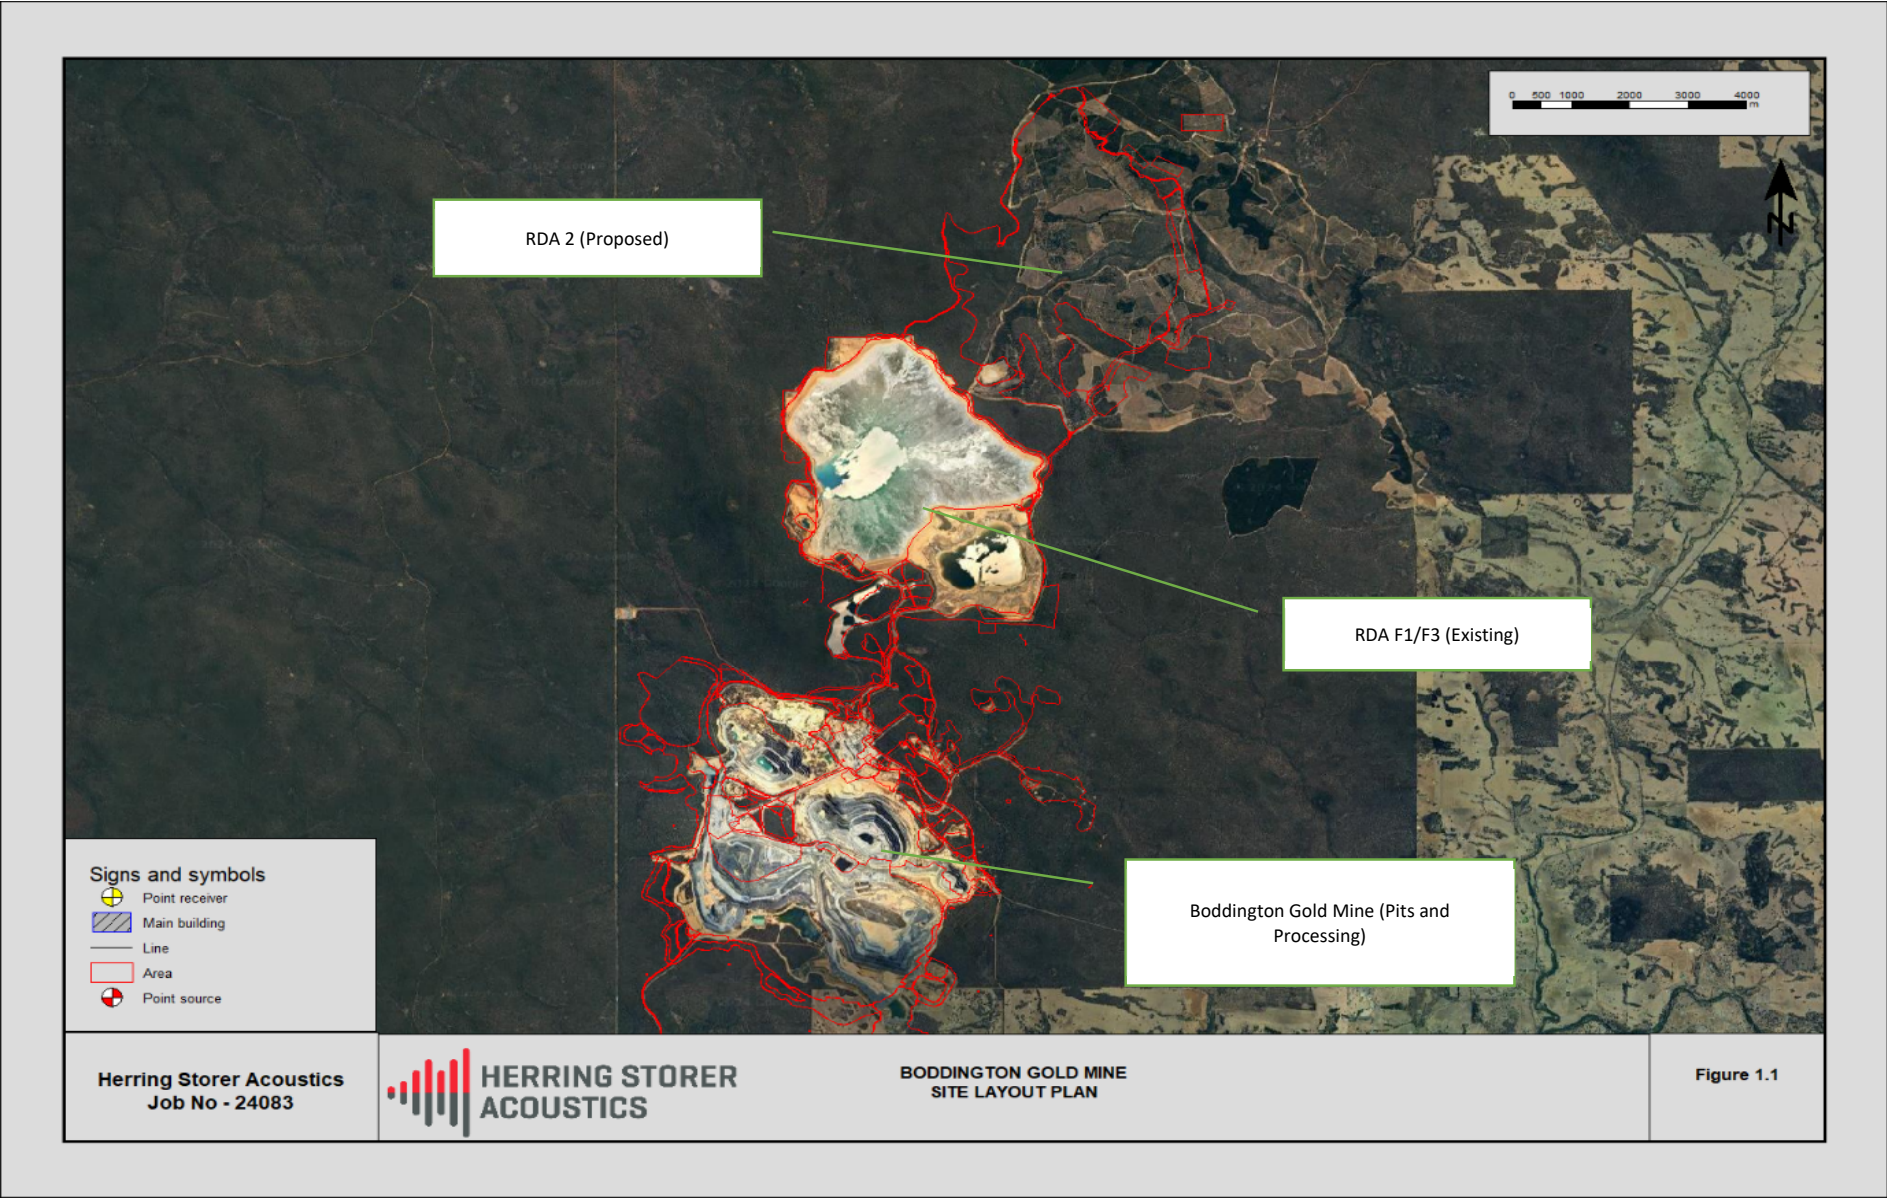 0 500 1000 2000 3000 4000
m
N
RDA 2 (Proposed)
RDA F1/F3 (Existing)
Boddington Gold Mine (Pits and
Processing)
Signs and symbols
Point receiver
Main building
Line
Area
Point source
Herring Storer Acoustics
Job No - 24083
HERRING STORER
ACOUSTICS
BODDINGTON GOLD MINE
SITE LAYOUT PLAN
Figure 1.1